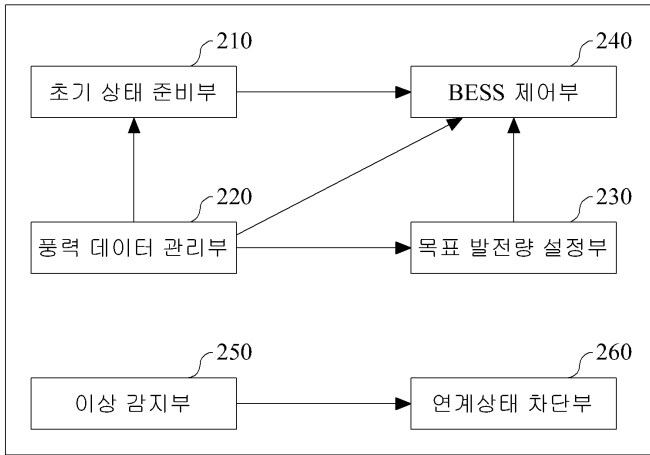 210
초기 상태 준비부
240
BESS 제어부
220
풍력 데이터 관리부
230
목표 발전량 설정부
250
이상 감지부
260
연계상태 차단부